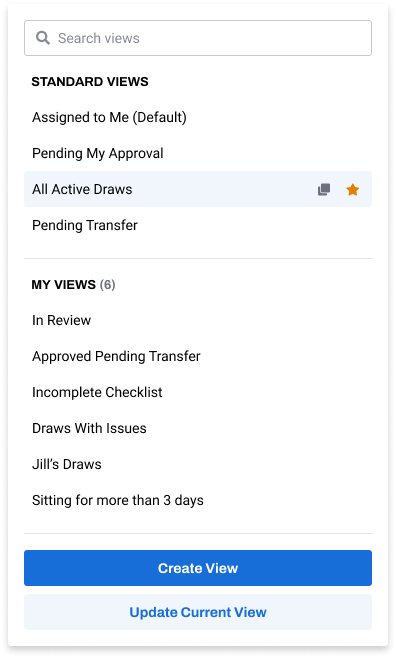 Search views
STANDARD VIEWS
Assigned to Me (Default)
Pending My Approval
All Active Draws
Pending Transfer
MY VIEWS (6)
In Review
Approved Pending Transfer
Incomplete Checklist
Draws With Issues
Jill’s Draws
Sitting for more than 3 days
Create View
Update Current View